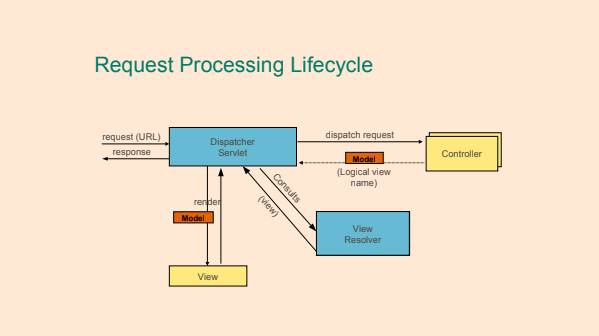 Request Processing Lifecycle
request (URL)
response
Dispatcher
Servlet
dispatch request
Model
(Logical view
name)
Controller
render
Model
Consults
(view)
View
Resolver
View